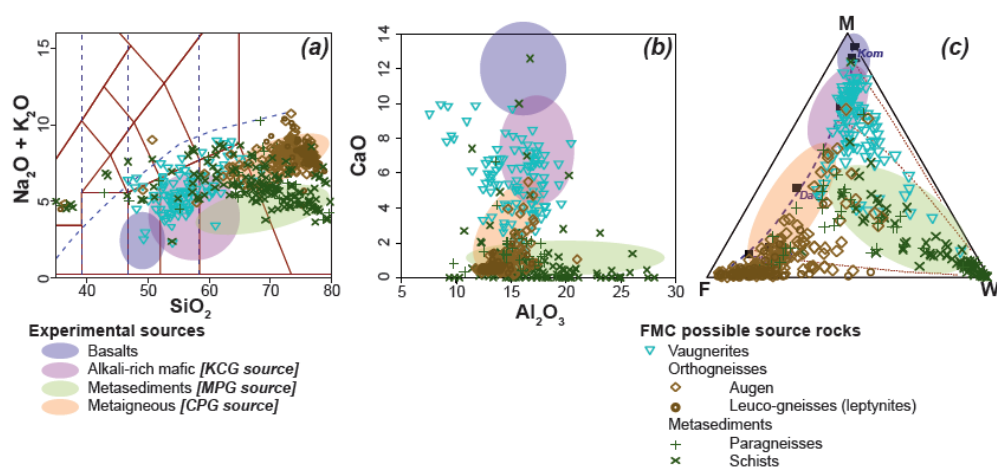 (a)
Na2O + K2O
15
10
5
0
40 50 60 70 80
SiO2
(b)
CaO
14
12
10
8
6
4
2
0
5 10 15 20 25 30
Al2O3
(c)
M
Kom
Da
F W
Experimental sources
Basalts
Alkali-rich mafic [KCG source]
Metasediments [MPG source]
Metaigneous [CPG source]
FMC possible source rocks
Vaugnerites
Orthogneisses
Augen
Leuco-gneisses (leptynites)
Metasediments
Paragneisses
Schists